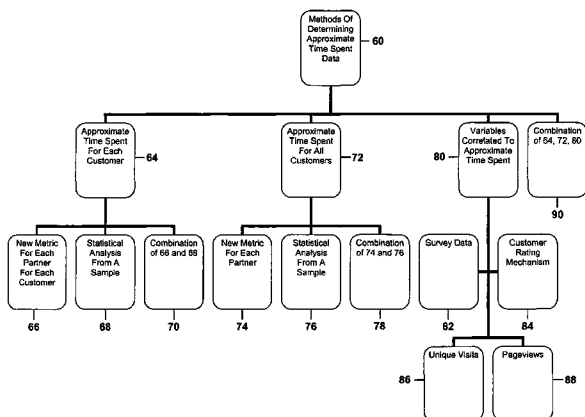 Methods Of
Determining
Approximate
Time Spent
Data
60
Approximate
Time Spent
For Each
Customer
64
Approximate
Time Spent
For All
Customers
72
80
Variables
Correlated To
Approximate
Time Spent
Combination
of 64, 72, 80
90
New Metric
For Each
Partner
For Each
Customer
66
Statistical
Analysis
From A
Sample
68
Combination
of 66 and 68
70
New Metric
For Each
Partner
74
Statistical
Analysis
From A
Sample
76
Combination
of 74 and 76
78
Survey Data
82
Customer
Rating
Mechanism
84
86
Unique Visits
Pageviews
88